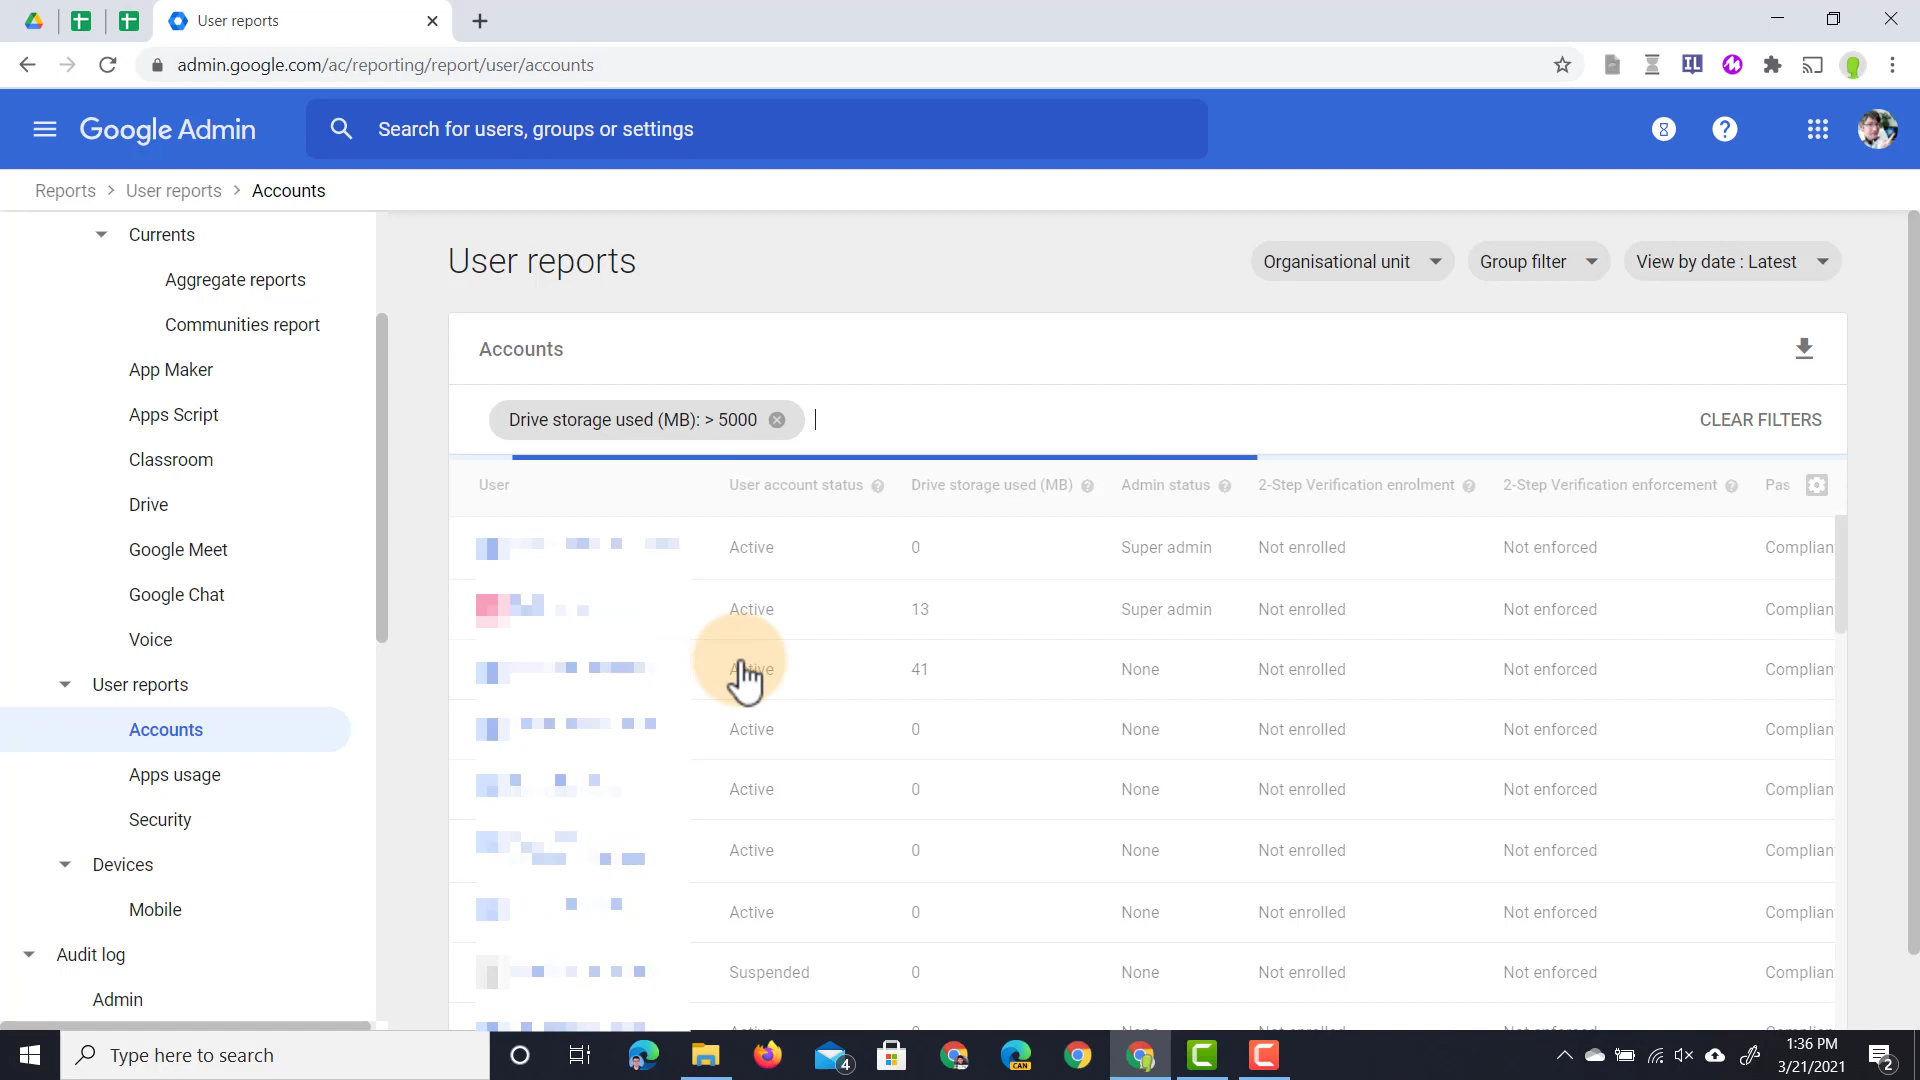 User reports
admin.google.com/ac/reporting/report/user/accounts
IL
Google Admin
Search for users, groups or settings
Reports > User reports > Accounts
Currents
Aggregate reports
Communities report
App Maker
Apps Script
Classroom
Drive
Google Meet
Google Chat
Voice
User reports
Accounts
Apps usage
Security
Devices
Mobile
Audit log
Admin
User reports
Organisational unit
Group filter
View by date : Latest
Accounts
Drive storage used (MB): > 5000
CLEAR FILTERS
User User account status Drive storage used (MB) Admin status 2-Step Verification enrolment 2-Step Verification enforcement Pas
Active 0 Super admin Not enrolled Not enforced Complian
Active 13 Super admin Not enrolled Not enforced Complian
Active 41 None Not enrolled Not enforced Complian
Active 0 None Not enrolled Not enforced Complian
Active 0 None Not enrolled Not enforced Complian
Active 0 None Not enrolled Not enforced Complian
Active 0 None Not enrolled Not enforced Complian
Suspended 0 None Not enrolled Not enforced Complian
Type here to search
4
CAN
1:36 PM
3/21/2021
2